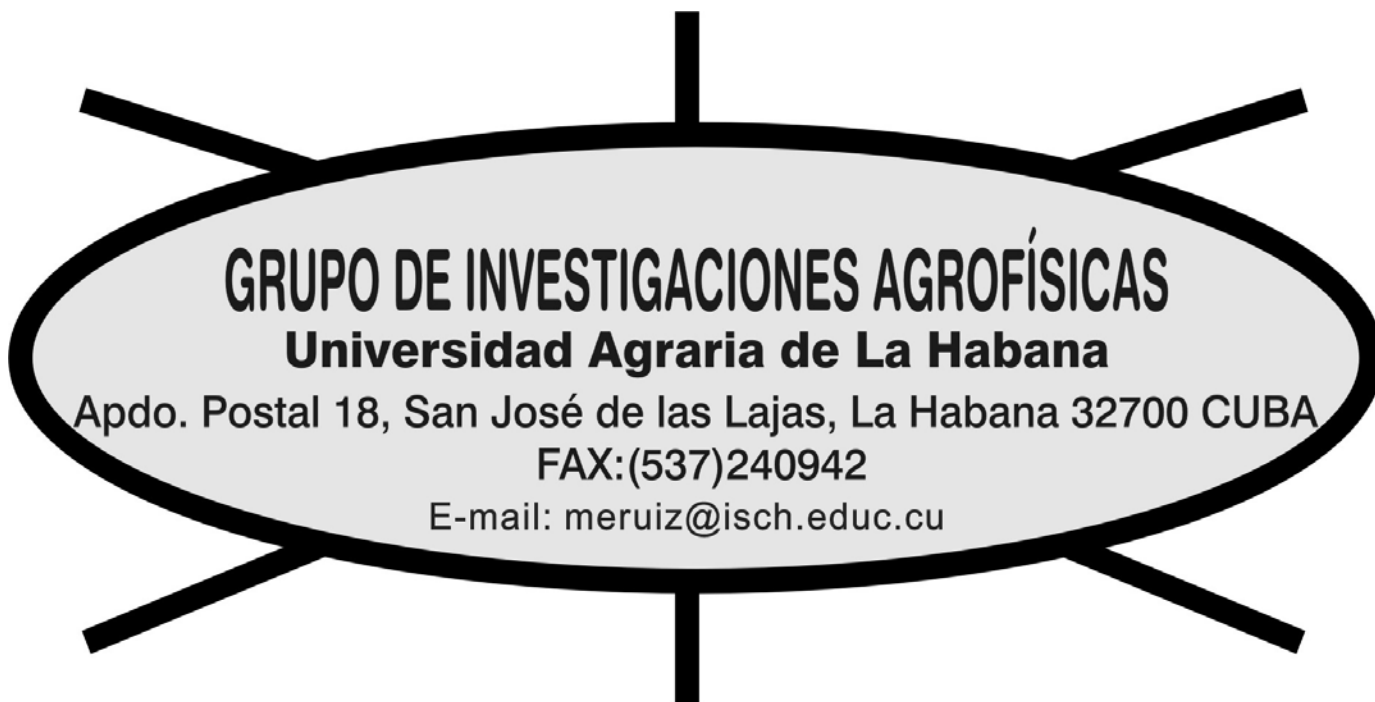 GRUPO DE INVESTIGACIONES AGROFÍSICAS
Universidad Agraria de La Habana
Apdo. Postal 18, San José de las Lajas, La Habana 32700 CUBA
FAX:(537)240942
E-mail: meruiz@isch.educ.cu